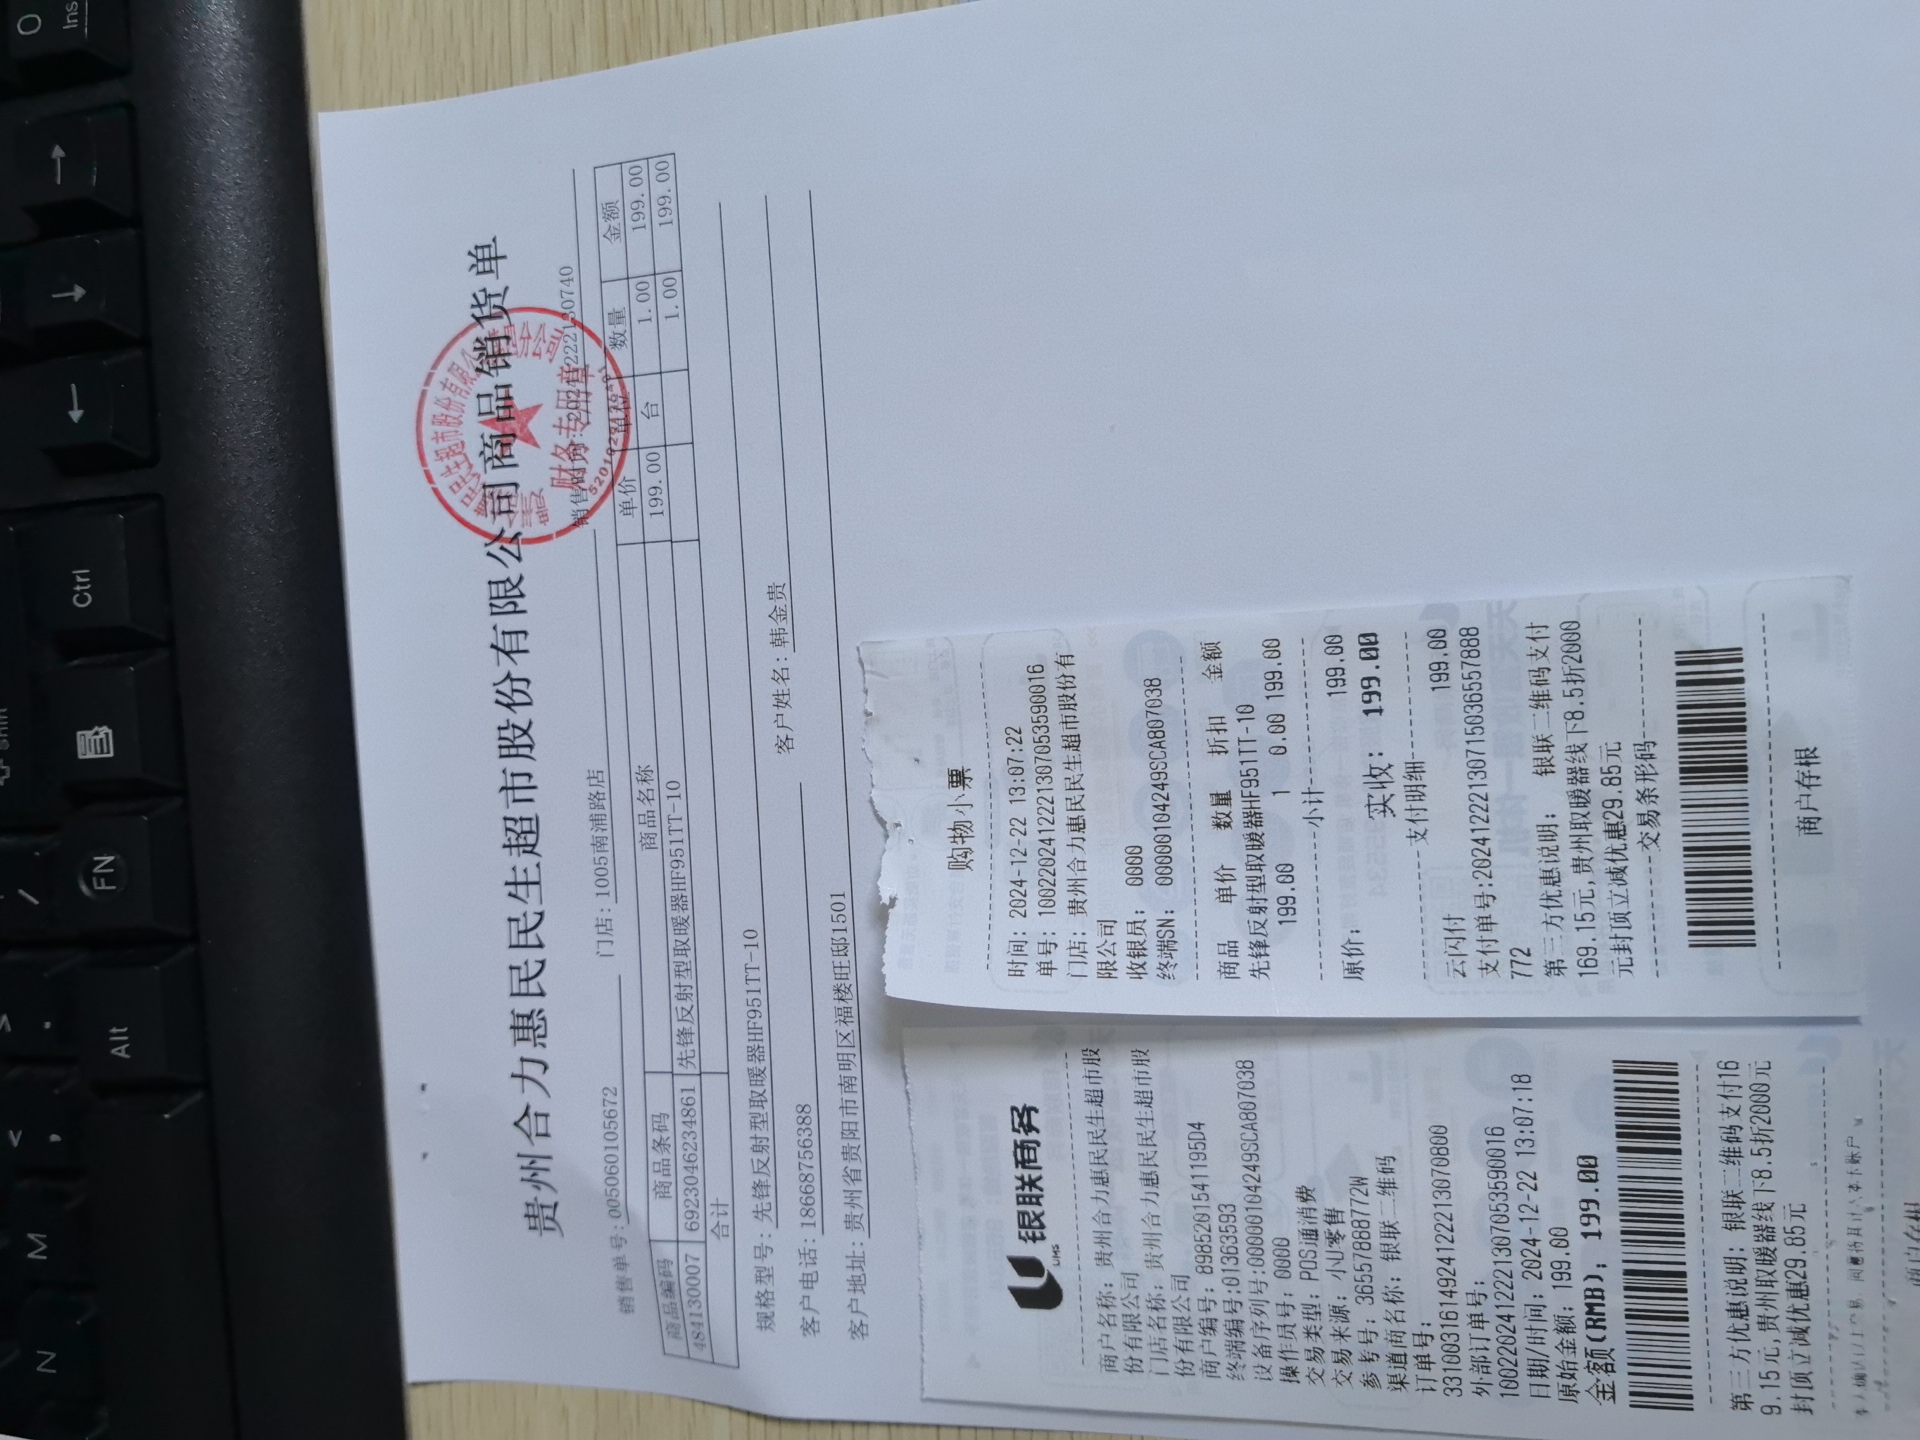 贵州合力惠民民生超市股份有限公司商品销货单
销售单号:005060105672 门店:1005南浦路店 销售时间:20241222130740
商品编码 商品条码 商品名称 单价 单位 数量 金额
484130007 6923046234861 先锋反射型取暖器HF951TT-10 199.00 台 1.00 199.00
合计 1.00 199.00
规格型号:先锋反射型取暖器HF951TT-10
客户电话:18668756388 客户姓名:韩金贵
客户地址:贵州省贵阳市南明区福楼旺邸1501
财务专用章
银联商务
UMS
商户名称: 贵州合力惠民民生超市股
份有限公司
门店名称: 贵州合力惠民民生超市股
份有限公司
商户编号: 8985201541195D4
终端编号:01363593
设备序列号:00000104249SCA807038
操作员号: 0000
交易类型: POS通消费
交易来源: 小U零售
参考号: 36557888772W
渠道商名称: 银联二维码
订单号:
33100316149241222130708​00
外部订单号:
10022024122213070535900​16
日期/时间: 2024-12-22 13:07:18
原始金额: 199.00
金额(RMB): 199.00
第三方优惠说明: 银联二维码支付16
9.15元,贵州取暖器线下8.5折2000元
封顶立减优惠29.85元
购物小票
时间: 2024-12-22 13:07:22
单号: 1002202412221307053590016
门店: 贵州合力惠民民生超市股份有
限公司
收银员: 0000
终端SN: 00000104249SCA807038
商品 单价 数量 折扣 金额
先锋反射型取暖器HF951TT-10
199.00 1 0.00 199.00
小计
原价: 199.00
实收: 199.00
支付明细
云闪付 199.00
支付单号:2024122213071503655​7888
772
第三方优惠说明: 银联二维码支付
169.15元,贵州取暖器线下8.5折2000
元封顶立减优惠29.85元
交易条形码
商户存根
O
Ins
Ctrl
FN
Alt
N
M
<
,
>
.
/